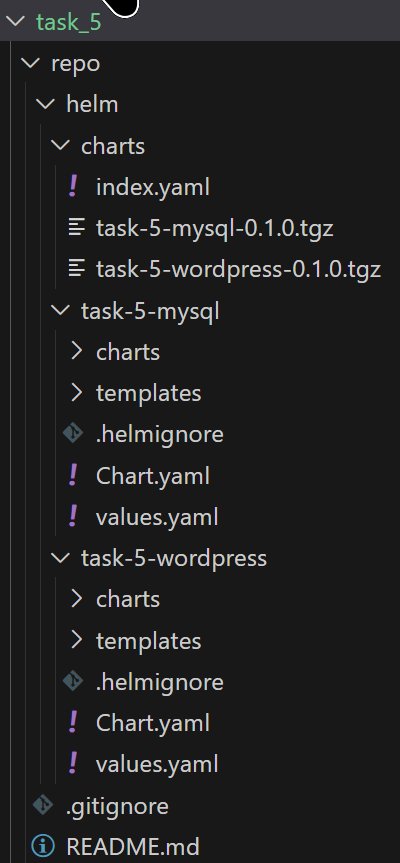 task_5
repo
helm
charts
index.yaml
task-5-mysql-0.1.0.tgz
task-5-wordpress-0.1.0.tgz
task-5-mysql
charts
templates
.helmignore
Chart.yaml
values.yaml
task-5-wordpress
charts
templates
.helmignore
Chart.yaml
values.yaml
.gitignore
README.md